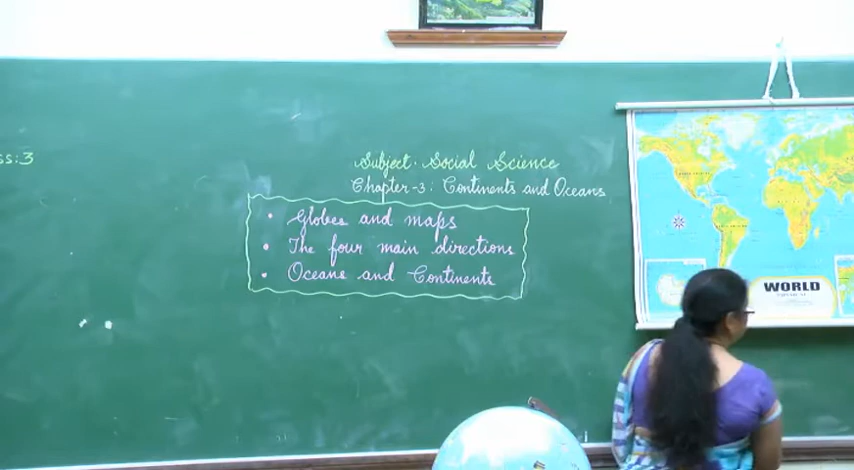 ss:3
Subject. Social Science
Chapter-3: Continents and Oceans
• Globes and maps
• The four main directions
• Oceans and Continents
WORLD